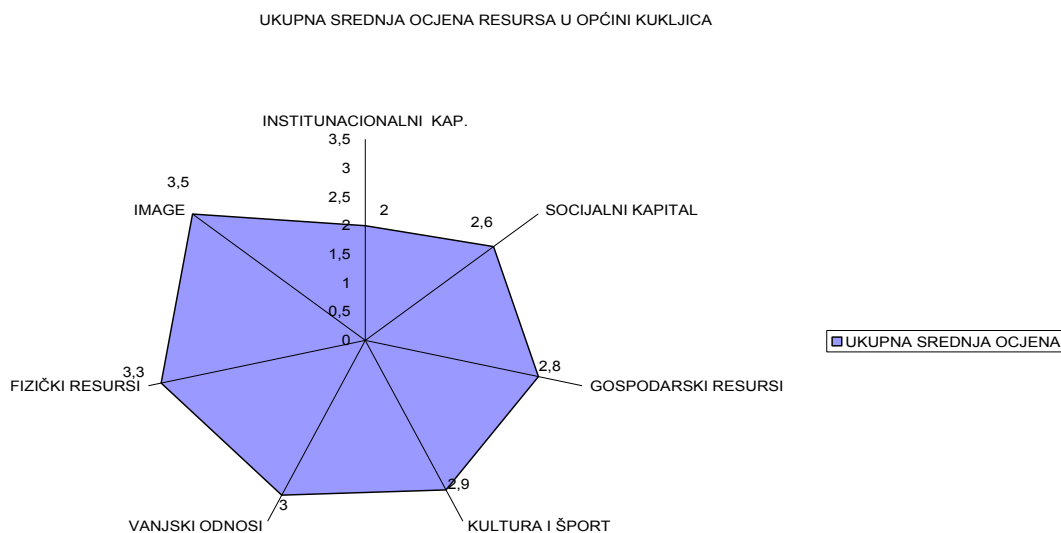 UKUPNA SREDNJA OCJENA RESURSA U OPĆINI KUKLJICA
INSTITUNACIONALNI  KAP.
3,5
3
2,5
2
1,5
1
0,5
0
2
SOCIJALNI KAPITAL
2,6
GOSPODARSKI RESURSI
2,8
KULTURA I ŠPORT
2,9
VANJSKI ODNOSI
3
FIZIČKI RESURSI
3,3
IMAGE
3,5
UKUPNA SREDNJA OCJENA